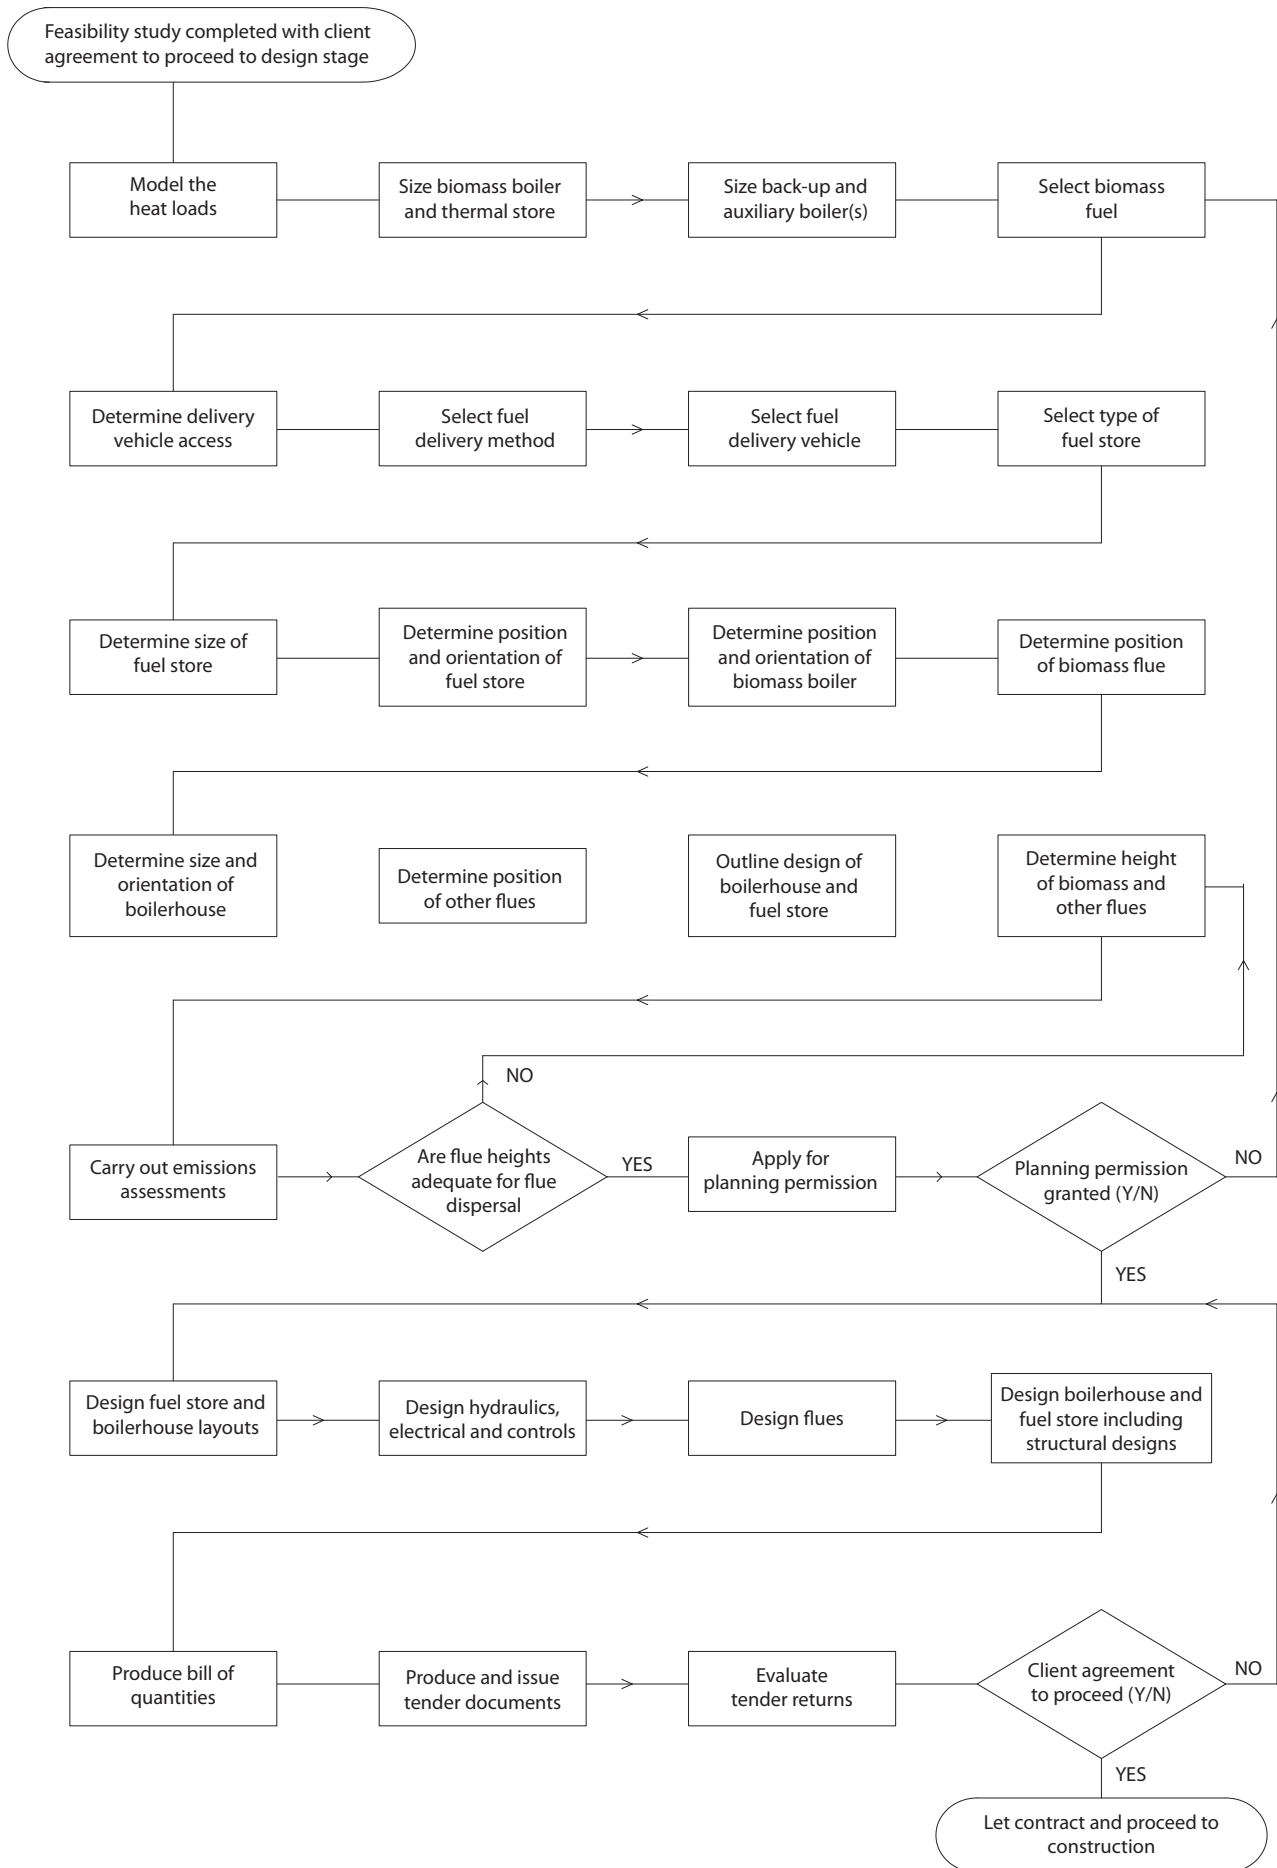 Feasibility study completed with client
agreement to proceed to design stage
Model the
heat loads
Size biomass boiler
and thermal store
Size back-up and
auxiliary boiler(s)
Select biomass
fuel
Determine delivery
vehicle access
Select fuel
delivery method
Select fuel
delivery vehicle
Select type of
fuel store
Determine size of
fuel store
Determine position
and orientation of
fuel store
Determine position
and orientation of
biomass boiler
Determine position
of biomass flue
Determine size and
orientation of
boilerhouse
Determine position
of other flues
Outline design of
boilerhouse and
fuel store
Determine height
of biomass and
other flues
NO
Carry out emissions
assessments
Are flue heights
adequate for flue
dispersal
YES
Apply for
planning permission
Planning permission
granted (Y/N)
NO
YES
Design fuel store and
boilerhouse layouts
Design hydraulics,
electrical and controls
Design flues
Design boilerhouse and
fuel store including
structural designs
Produce bill of
quantities
Produce and issue
tender documents
Evaluate
tender returns
Client agreement
to proceed (Y/N)
NO
YES
Let contract and proceed to
construction